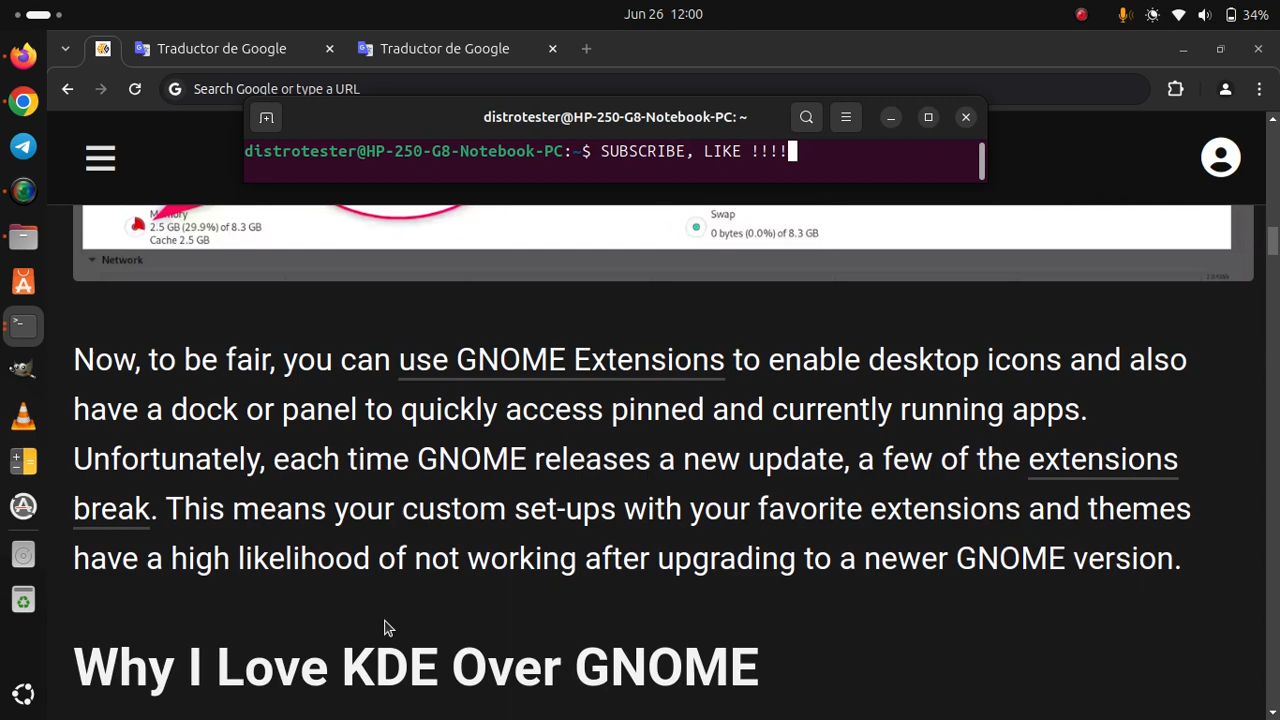 Jun 26 12:00
34%
Traductor de Google
Traductor de Google
Search Google or type a URL
distrotester@HP-250-G8-Notebook-PC: ~
distrotester@HP-250-G8-Notebook-PC:~$ SUBSCRIBE, LIKE !!!!
Memory
2.5 GB (29.9%) of 8.3 GB
Cache 2.5 GB
Swap
0 bytes (0.0%) of 8.3 GB
Network
Now, to be fair, you can use GNOME Extensions to enable desktop icons and also
have a dock or panel to quickly access pinned and currently running apps.
Unfortunately, each time GNOME releases a new update, a few of the extensions
break. This means your custom set-ups with your favorite extensions and themes
have a high likelihood of not working after upgrading to a newer GNOME version.
Why I Love KDE Over GNOME